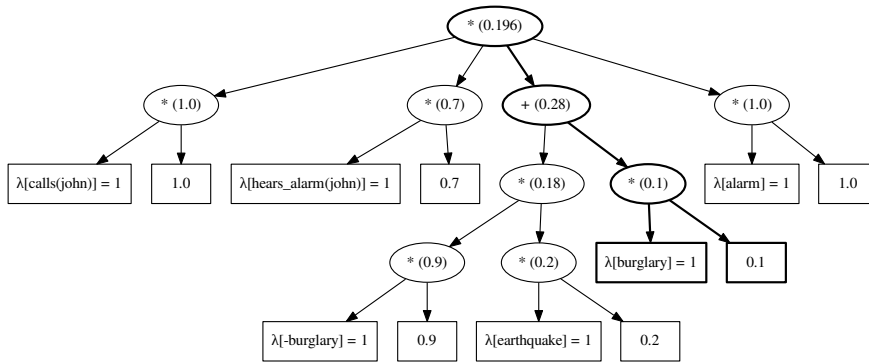 * (0.196)
* (1.0)
* (0.7)
+ (0.28)
* (1.0)
λ[calls(john)] = 1
1.0
λ[hears_alarm(john)] = 1
0.7
* (0.18)
* (0.1)
λ[alarm] = 1
1.0
* (0.9)
* (0.2)
λ[burglary] = 1
0.1
λ[-burglary] = 1
0.9
λ[earthquake] = 1
0.2